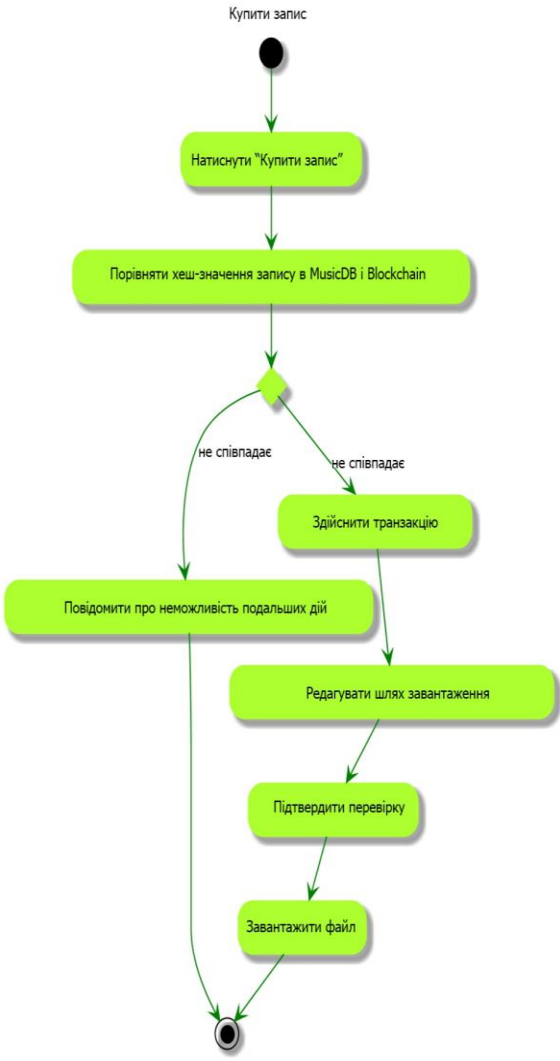 Купити запис
Натиснути “Купити запис”
Порівняти хеш-значення запису в MusicDB і Blockchain
не співпадає
не співпадає
Здійснити транзакцію
Повідомити про неможливість подальших дій
Редагувати шлях завантаження
Підтвердити перевірку
Завантажити файл